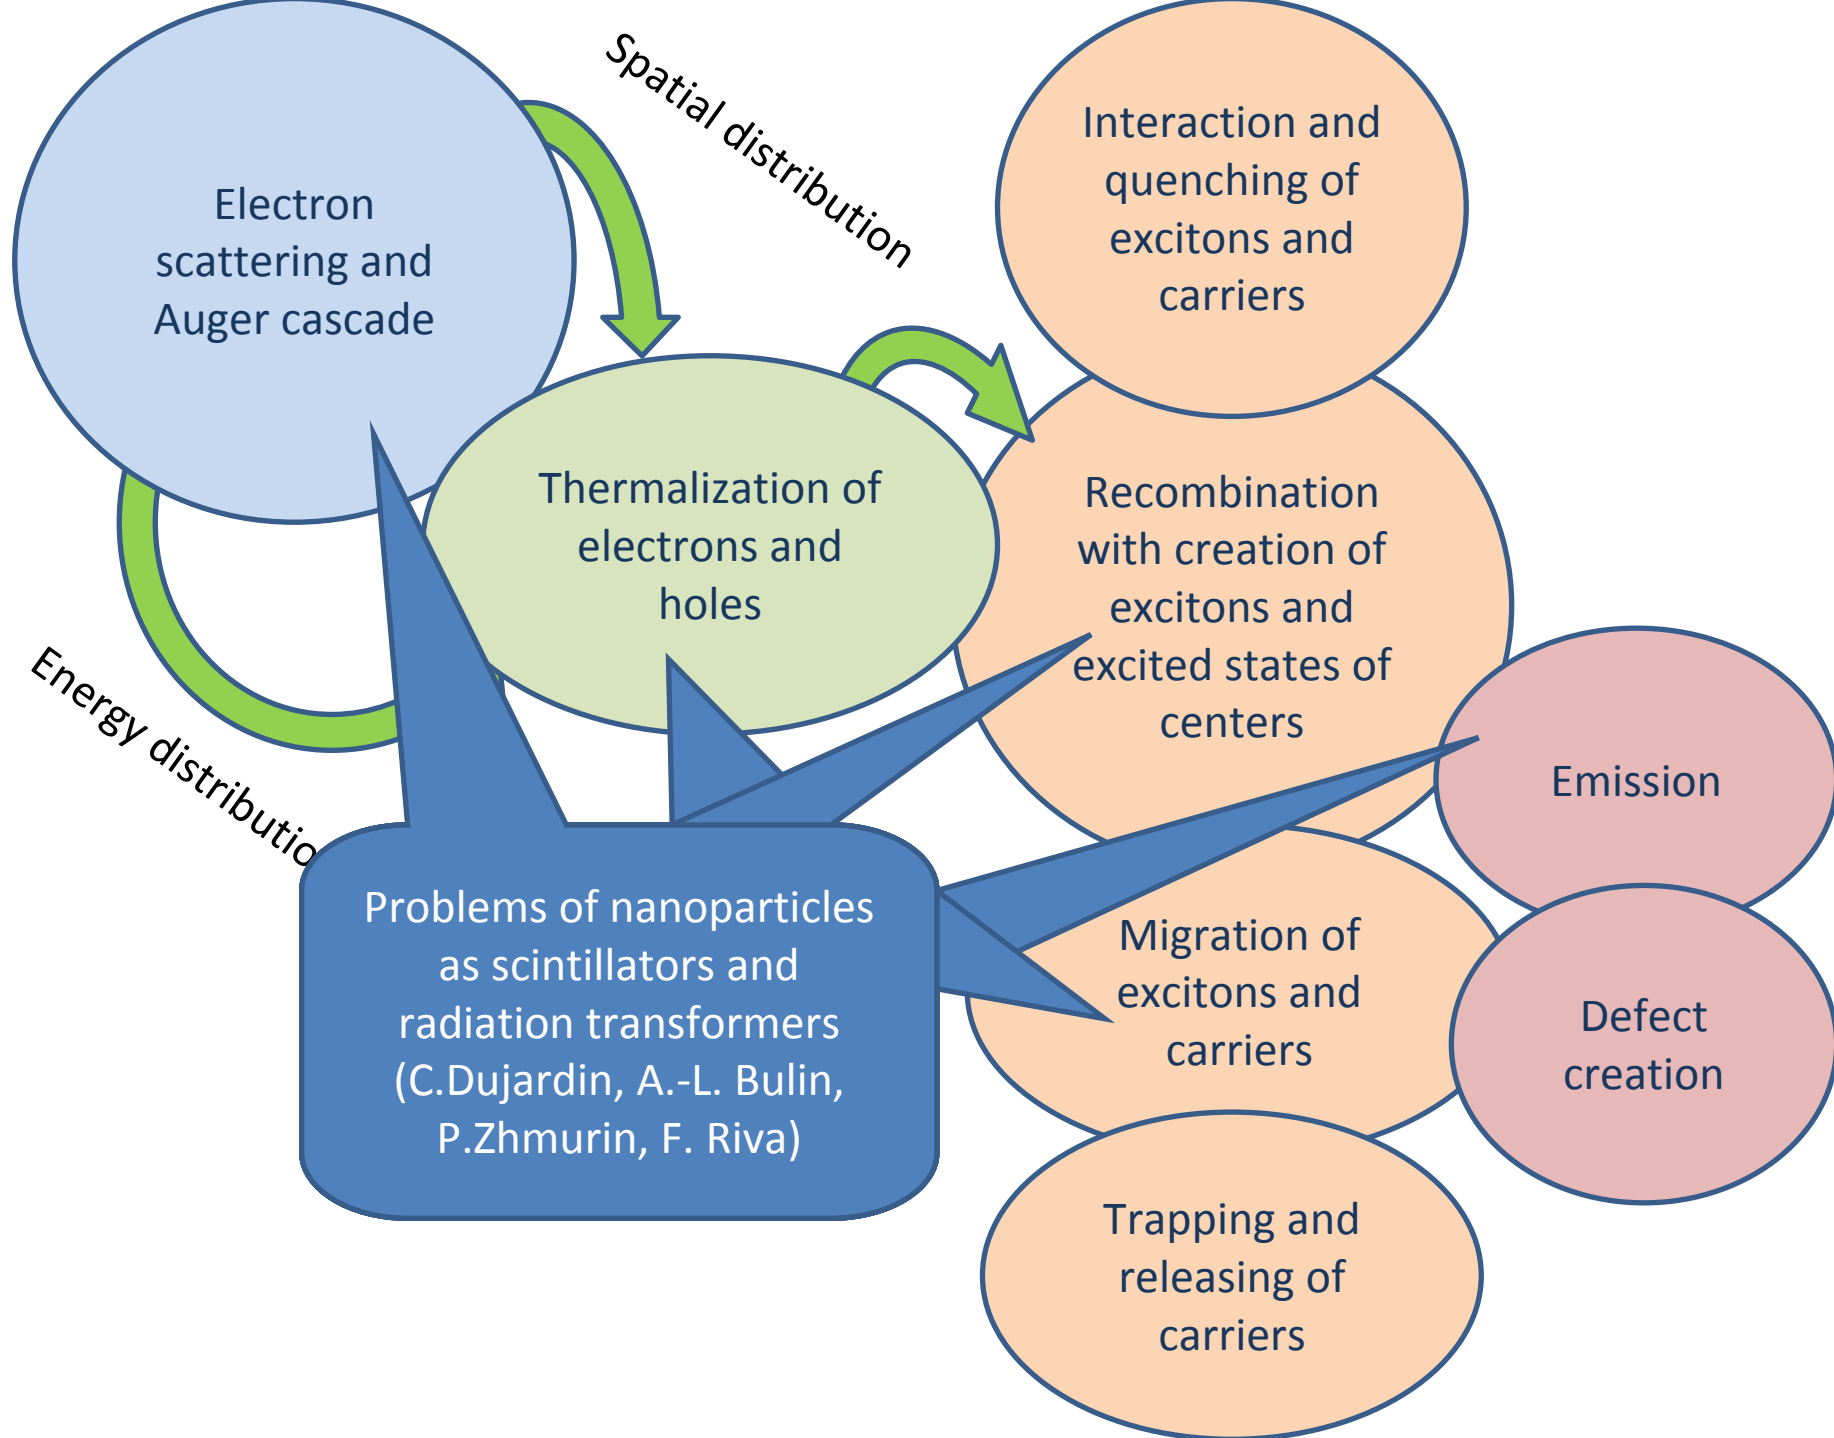 Spatial distribution
Electron
scattering and
Auger cascade
Interaction and
quenching of
excitons and
carriers
Thermalization of
electrons and
holes
Recombination
with creation of
excitons and
excited states of
centers
Energy distributio
Emission
Problems of nanoparticles
as scintillators and
radiation transformers
(C.Dujardin, A.-L. Bulin,
P.Zhmurin, F. Riva)
Migration of
excitons and
carriers
Defect
creation
Trapping and
releasing of
carriers